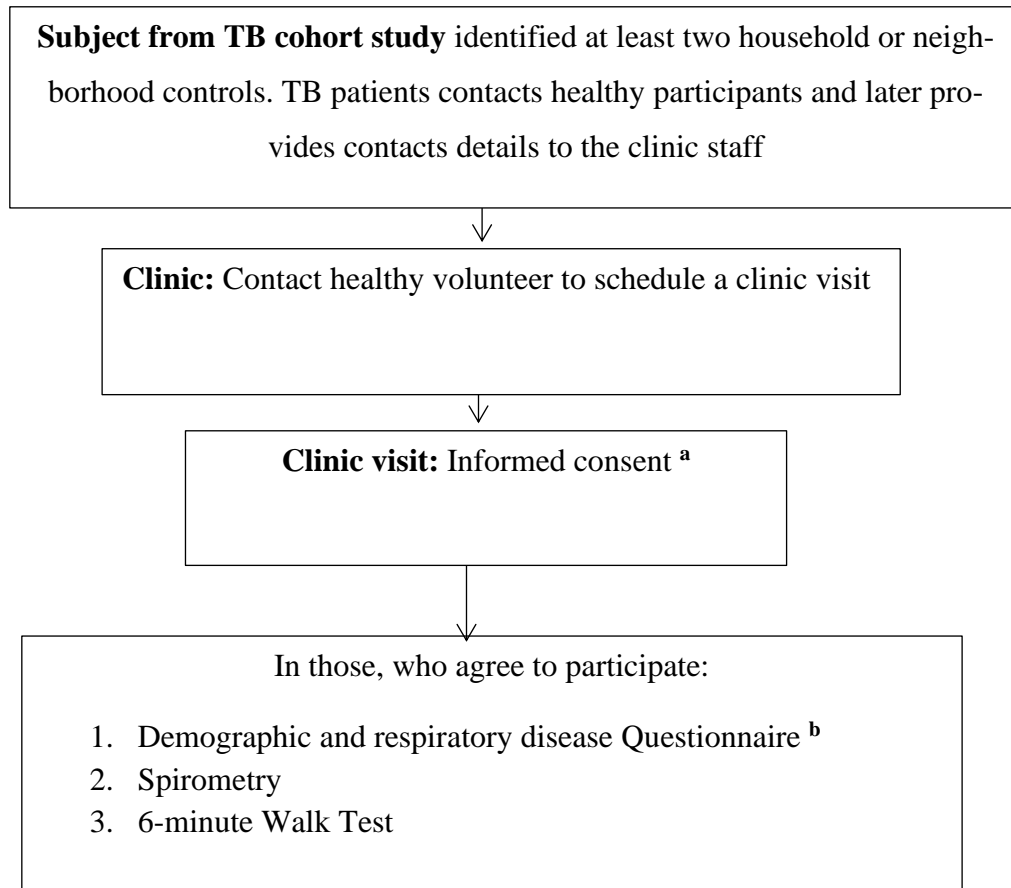 Subject from TB cohort study identified at least two household or neigh-
borhood controls. TB patients contacts healthy participants and later pro-
vides contacts details to the clinic staff
Clinic: Contact healthy volunteer to schedule a clinic visit
Clinic visit: Informed consent a
In those, who agree to participate:
1. Demographic and respiratory disease Questionnaire b
2. Spirometry
3. 6-minute Walk Test